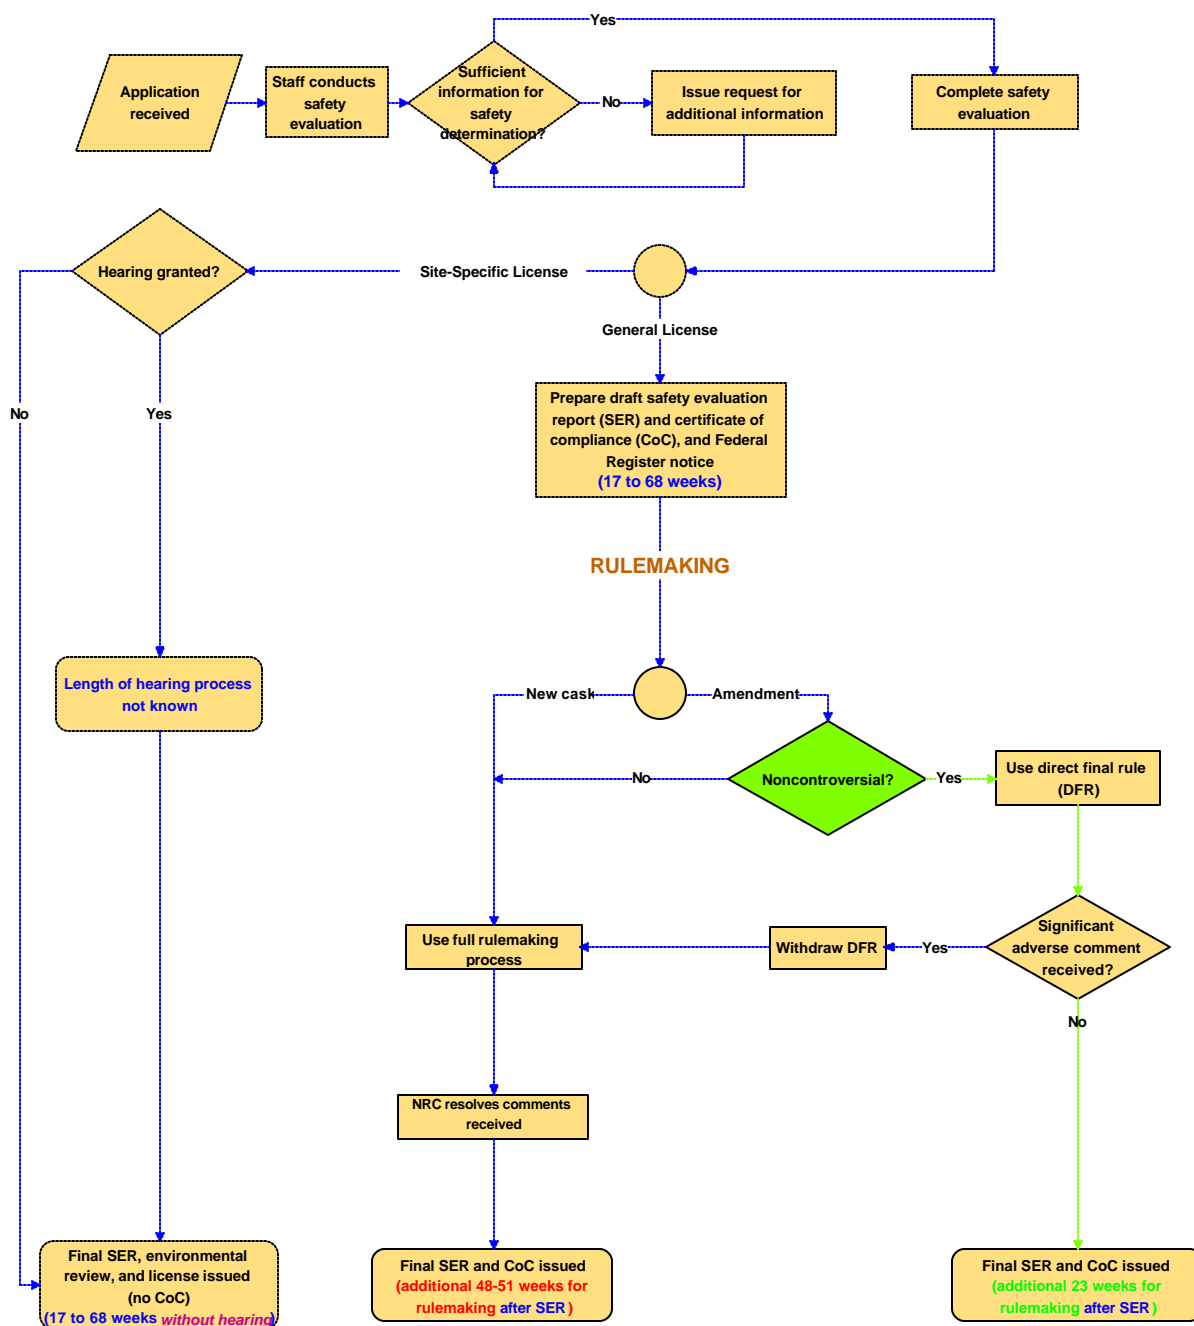 Yes
Application
received
Staff conducts
safety
evaluation
Sufficient
information for
safety
determination?
No
Issue request for
additional information
Complete safety
evaluation
Hearing granted?
Site-Specific License
General License
No
Yes
Prepare draft safety evaluation
report (SER) and certificate of
compliance (CoC), and Federal
Register notice
(17 to 68 weeks)
RULEMAKING
Length of hearing process
not known
New cask
Amendment
No
Noncontroversial?
Yes
Use direct final rule
(DFR)
Use full rulemaking
process
Withdraw DFR
Yes
Significant
adverse comment
received?
No
NRC resolves comments
received
Final SER, environmental
review, and license issued
(no CoC)
(17 to 68 weeks without hearing)
Final SER and CoC issued
(additional 48-51 weeks for
rulemaking after SER )
Final SER and CoC issued
(additional 23 weeks for
rulemaking after SER )